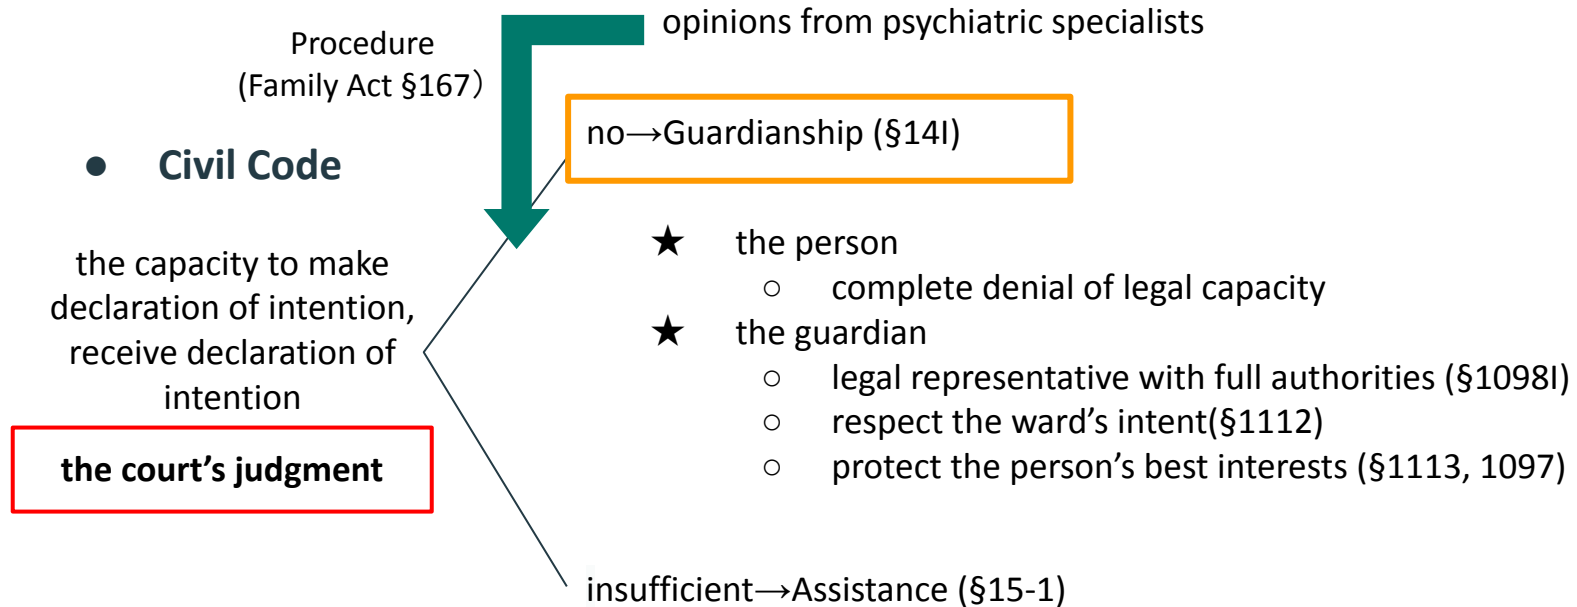 opinions from psychiatric specialists
Procedure
(Family Act §167）
no→Guardianship (§14I)
● Civil Code
the capacity to make
declaration of intention,
receive declaration of
intention
the court’s judgment
★ the person
○ complete denial of legal capacity
★ the guardian
○ legal representative with full authorities (§1098I)
○ respect the ward’s intent(§1112)
○ protect the person’s best interests (§1113, 1097)
insufficient→Assistance (§15-1)